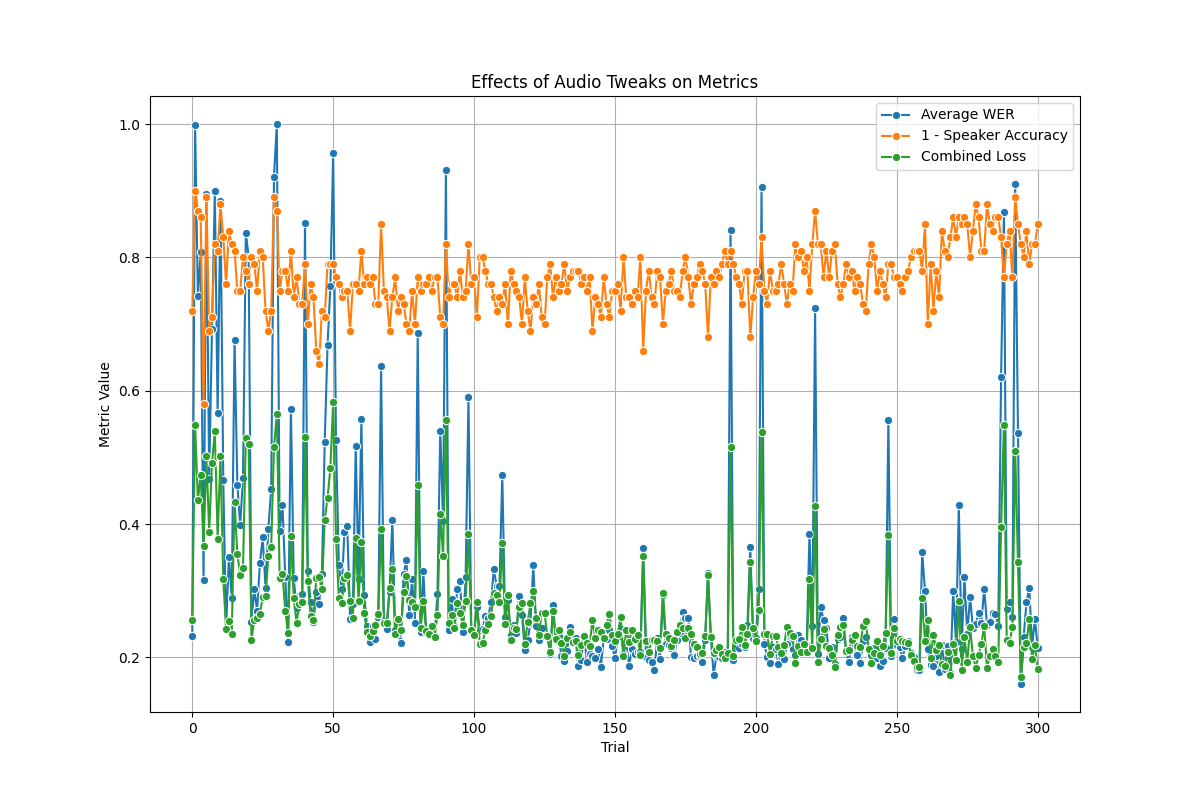 Effects of Audio Tweaks on Metrics
Average WER
1 - Speaker Accuracy
Combined Loss
Metric Value
1.0
0.8
0.6
0.4
0.2
0
50
100
150
200
250
300
Trial